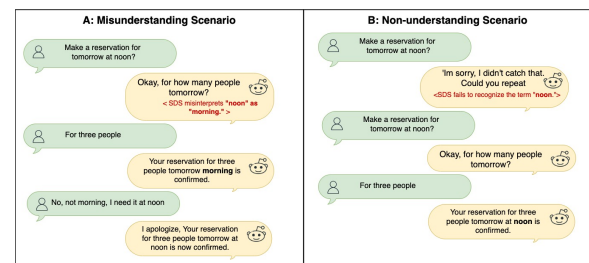 A: Misunderstanding Scenario
Make a reservation for
tomorrow at noon?
Okay, for how many people
tomorrow?
< SDS misinterprets "noon" as
"morning." >
For three people
Your reservation for three
people tomorrow morning is
confirmed.
No, not morning, I need it at noon
I apologize, Your reservation
for three people tomorrow at
noon is now confirmed.
B: Non-understanding Scenario
Make a reservation for
tomorrow at noon?
'Im sorry, I didn't catch that.
Could you repeat
<SDS fails to recognize the term "noon.">
Make a reservation for
tomorrow at noon?
Okay, for how many people
tomorrow?
For three people
Your reservation for three
people tomorrow at noon is
confirmed.